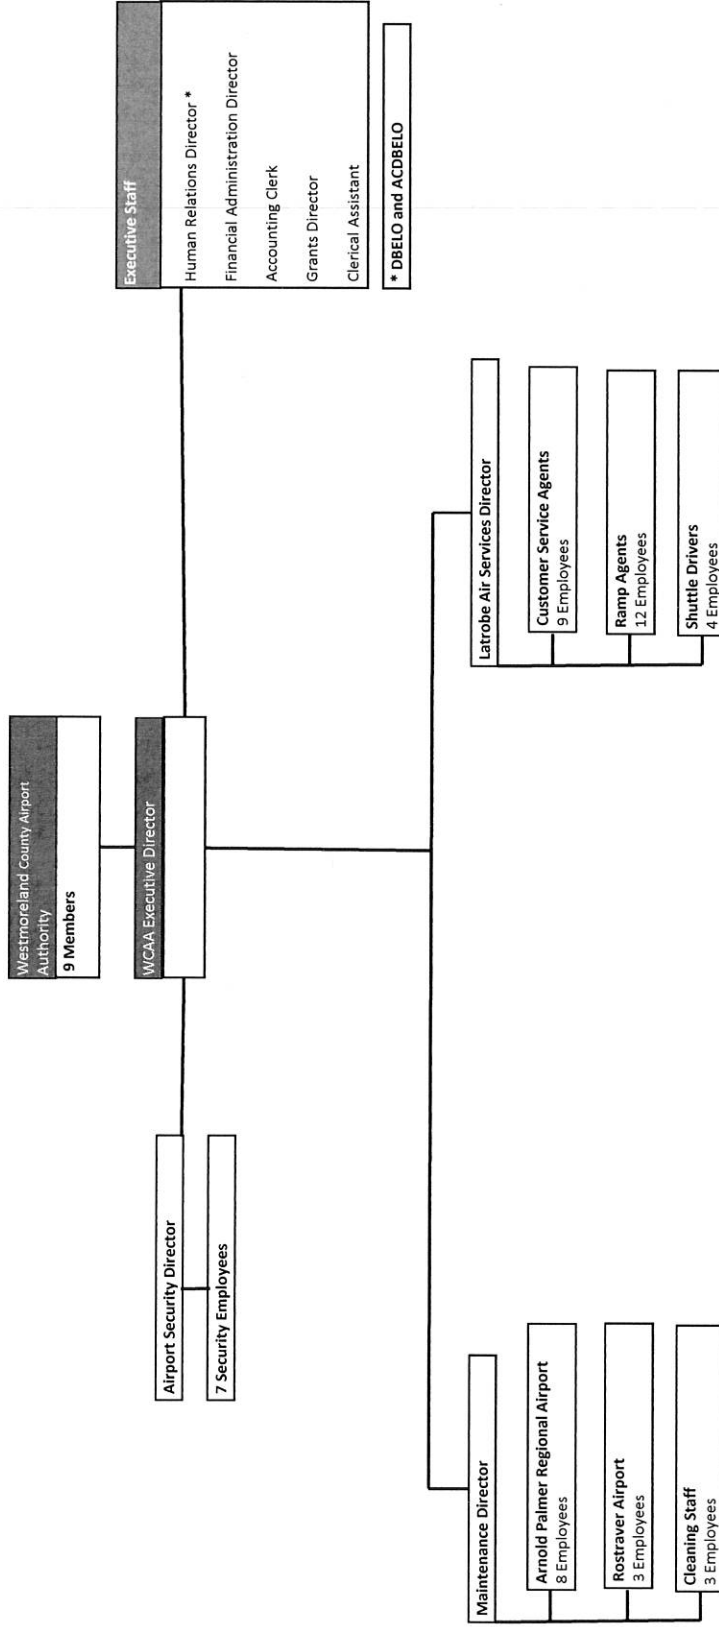 Westmoreland County Airport
Authority
9 Members
WCAA Executive Director
Airport Security Director
7 Security Employees
Executive Staff
Human Relations Director *
Financial Administration Director
Accounting Clerk
Grants Director
Clerical Assistant
* DBELO and ACDBELO
Maintenance Director
Arnold Palmer Regional Airport
8 Employees
Rostraver Airport
3 Employees
Cleaning Staff
3 Employees
Latrobe Air Services Director
Customer Service Agents
9 Employees
Ramp Agents
12 Employees
Shuttle Drivers
4 Employees